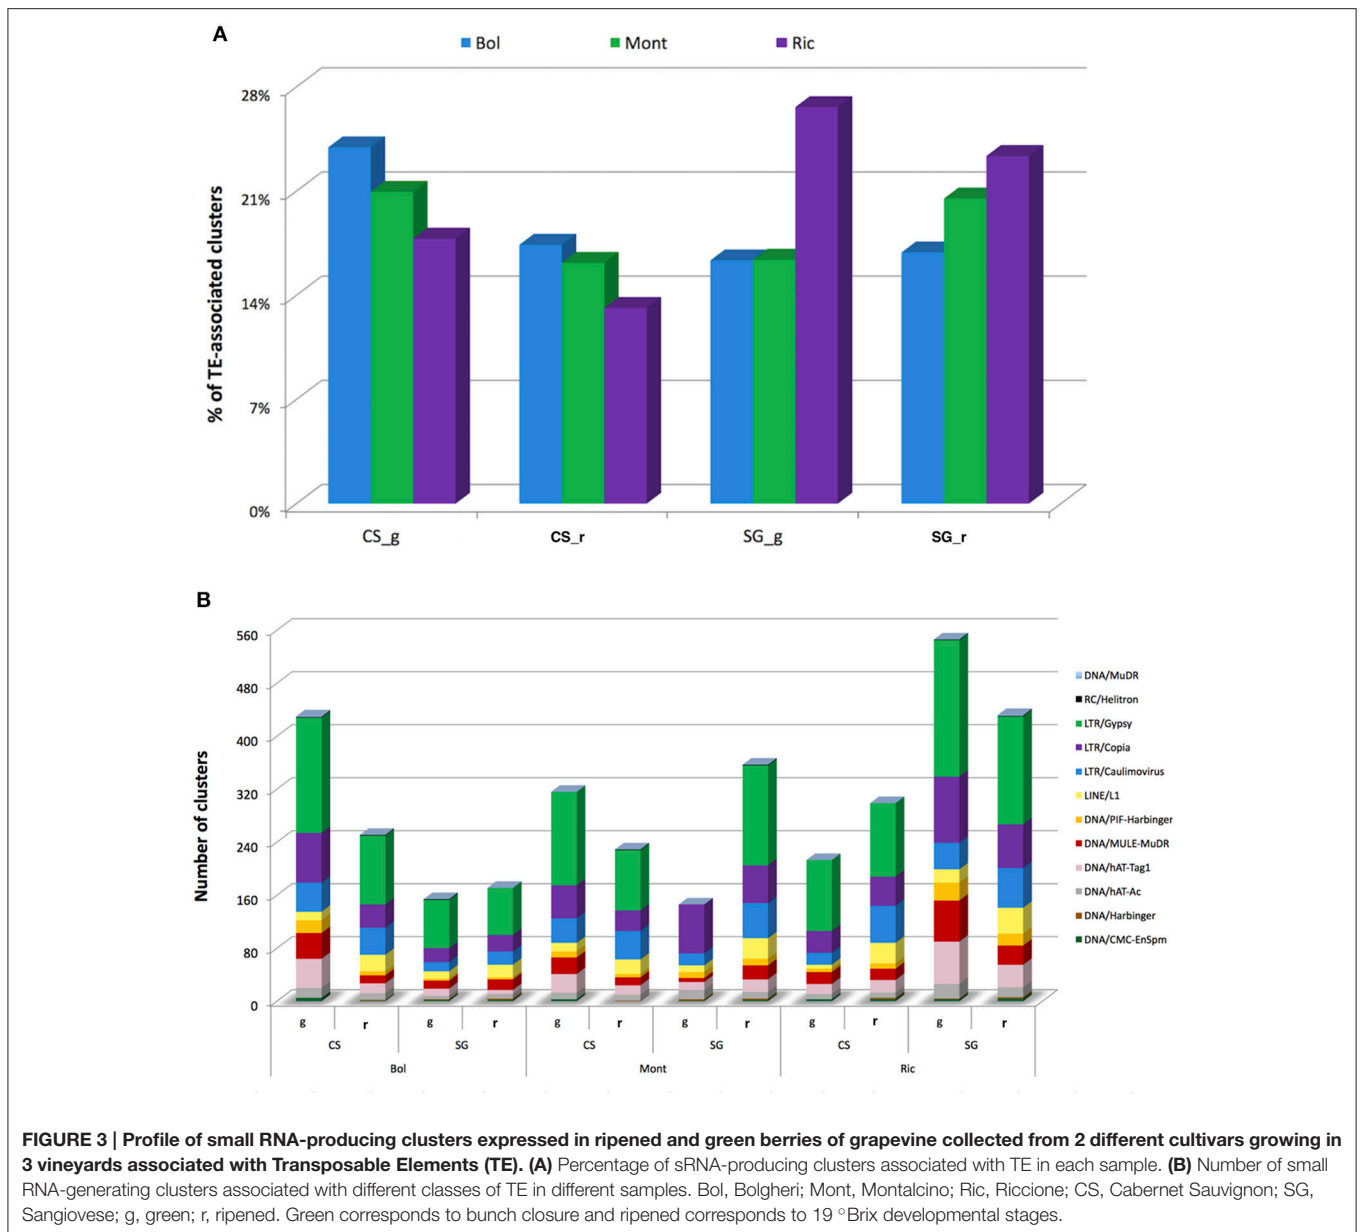 A
Bol Mont Ric
% of TE-associated clusters
28%
21%
14%
7%
0%
CS_g CS_r SG_g SG_r
B
Number of clusters
560
480
400
320
240
160
80
0
g r g r g r g r g r g r
CS SG CS SG CS SG
Bol Mont Ric
DNA/MuDR
RC/Helitron
LTR/Gypsy
LTR/Copia
LTR/Caulimovirus
LINE/L1
DNA/PIF-Harbinger
DNA/MULE-MuDR
DNA/hAT-Tag1
DNA/hAT-Ac
DNA/Harbinger
DNA/CMC-EnSpm
FIGURE 3 | Profile of small RNA-producing clusters expressed in ripened and green berries of grapevine collected from 2 different cultivars growing in
3 vineyards associated with Transposable Elements (TE). (A) Percentage of sRNA-producing clusters associated with TE in each sample. (B) Number of small
RNA-generating clusters associated with different classes of TE in different samples. Bol, Bolgheri; Mont, Montalcino; Ric, Riccione; CS, Cabernet Sauvignon; SG,
Sangiovese; g, green; r, ripened. Green corresponds to bunch closure and ripened corresponds to 19 °Brix developmental stages.